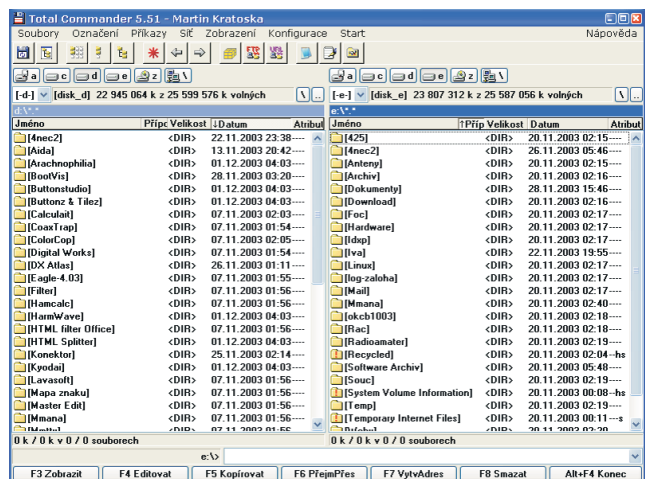 Total Commander 5.51 - Martin Kratoska
Soubory Označení Příkazy Síť Zobrazení Konfigurace Start Nápověda
FTP URL
a c d e z \ a c d e z \
[-d-] [disk_d] 22 945 064 k z 25 599 576 k volných \ .. [-e-] [disk_e] 23 807 312 k z 25 587 056 k volných \ ..
d:\*.* e:\*.*
Jméno Přípc Velikost ↓Datum Atribut Jméno ↑Příp Velikost Datum Atribut
[4nec2] <DIR> 22.11.2003 23:38---- [425] <DIR> 20.11.2003 02:15----
[Aida] <DIR> 13.11.2003 20:42---- [4nec2] <DIR> 26.11.2003 05:46----
[Arachnophilia] <DIR> 01.12.2003 04:03---- [Anteny] <DIR> 20.11.2003 02:15----
[BootVis] <DIR> 28.11.2003 03:20---- [Archiv] <DIR> 20.11.2003 02:16----
[Buttonstudio] <DIR> 01.12.2003 04:03---- [Dokumenty] <DIR> 28.11.2003 15:46----
[Buttonz & Tilez] <DIR> 01.12.2003 04:03---- [Download] <DIR> 20.11.2003 02:16----
[Calculait] <DIR> 07.11.2003 02:03---- [Foc] <DIR> 20.11.2003 02:17----
[CoaxTrap] <DIR> 07.11.2003 01:54---- [Hardware] <DIR> 20.11.2003 02:17----
[ColorCop] <DIR> 07.11.2003 02:05---- [Idxp] <DIR> 20.11.2003 02:17----
[Digital Works] <DIR> 07.11.2003 01:54---- [Iva] <DIR> 22.11.2003 19:55----
[DX Atlas] <DIR> 26.11.2003 01:11---- [Linux] <DIR> 20.11.2003 02:17----
[Eagle-4.03] <DIR> 07.11.2003 01:55---- [log-zaloha] <DIR> 20.11.2003 02:17----
[Filter] <DIR> 07.11.2003 01:56---- [Mail] <DIR> 20.11.2003 02:17----
[Hamcalc] <DIR> 07.11.2003 01:56---- [Mmana] <DIR> 20.11.2003 02:40----
[HarmWave] <DIR> 01.12.2003 04:03---- [okcb1003] <DIR> 20.11.2003 02:18----
[HTML filter Office] <DIR> 07.11.2003 01:56---- [Rac] <DIR> 20.11.2003 02:18----
[HTML Splitter] <DIR> 01.12.2003 04:03---- [Radioamater] <DIR> 20.11.2003 02:19----
[Konektor] <DIR> 25.11.2003 02:14---- [Recycled] <DIR> 20.11.2003 02:04--hs
[Kyodai] <DIR> 01.12.2003 04:03---- [Software Archiv] <DIR> 20.11.2003 05:48----
[Lavasoft] <DIR> 07.11.2003 01:56---- [Souc] <DIR> 20.11.2003 02:19----
[Mapa znaku] <DIR> 07.11.2003 01:56---- [System Volume Information] <DIR> 20.11.2003 00:08--hs
[Master Edit] <DIR> 07.11.2003 01:56---- [Temp] <DIR> 20.11.2003 02:19----
[Mmana] <DIR> 07.11.2003 01:56---- [Temporary Internet Files] <DIR> 20.11.2003 00:11---s
<DIR> 07.11.2003 01:56 <DIR> 20.11.2003 02:20
0 k / 0 k v 0 / 0 souborech 0 k / 0 k v 0 / 0 souborech
e:\>
F3 Zobrazit F4 Editovat F5 Kopírovat F6 PřejmPřes F7 VytvAdres F8 Smazat Alt+F4 Konec